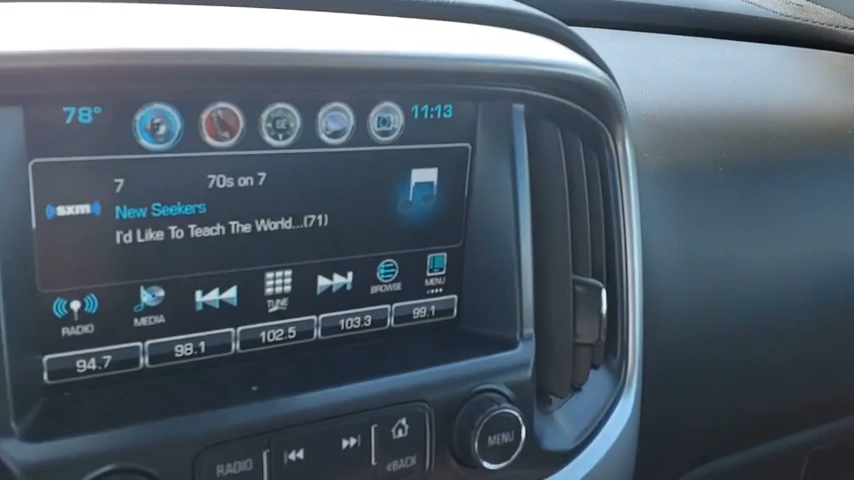 78° 11:13
7 70s on 7
sxm
New Seekers
I'd Like To Teach The World...(71)
RADIO MEDIA TUNE BROWSE MENU
94.7 98.1 102.5 103.3 99.1
RADIO BACK MENU